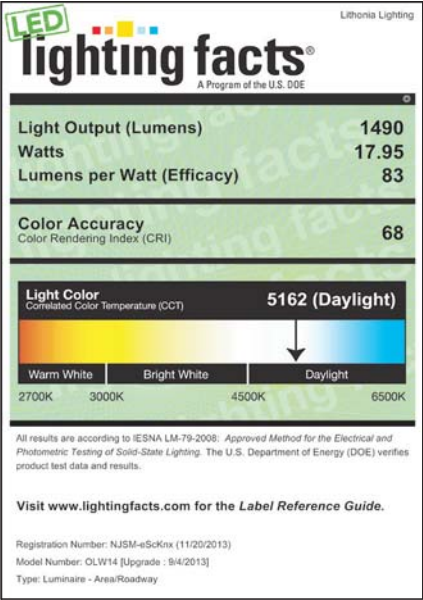 Lithonia Lighting
LED
lighting facts®
A Program of the U.S. DOE
©
Light Output (Lumens) 1490
Watts 17.95
Lumens per Watt (Efficacy) 83
Color Accuracy
Color Rendering Index (CRI) 68
Light Color
Correlated Color Temperature (CCT) 5162 (Daylight)
Warm White Bright White Daylight
2700K 3000K 4500K 6500K
All results are according to IESNA LM-79-2008: Approved Method for the Electrical and
Photometric Testing of Solid-State Lighting. The U.S. Department of Energy (DOE) verifies
product test data and results.
Visit www.lightingfacts.com for the Label Reference Guide.
Registration Number: NJSM-eScKnx (11/20/2013)
Model Number: OLW14 [Upgrade : 9/4/2013]
Type: Luminaire - Area/Roadway